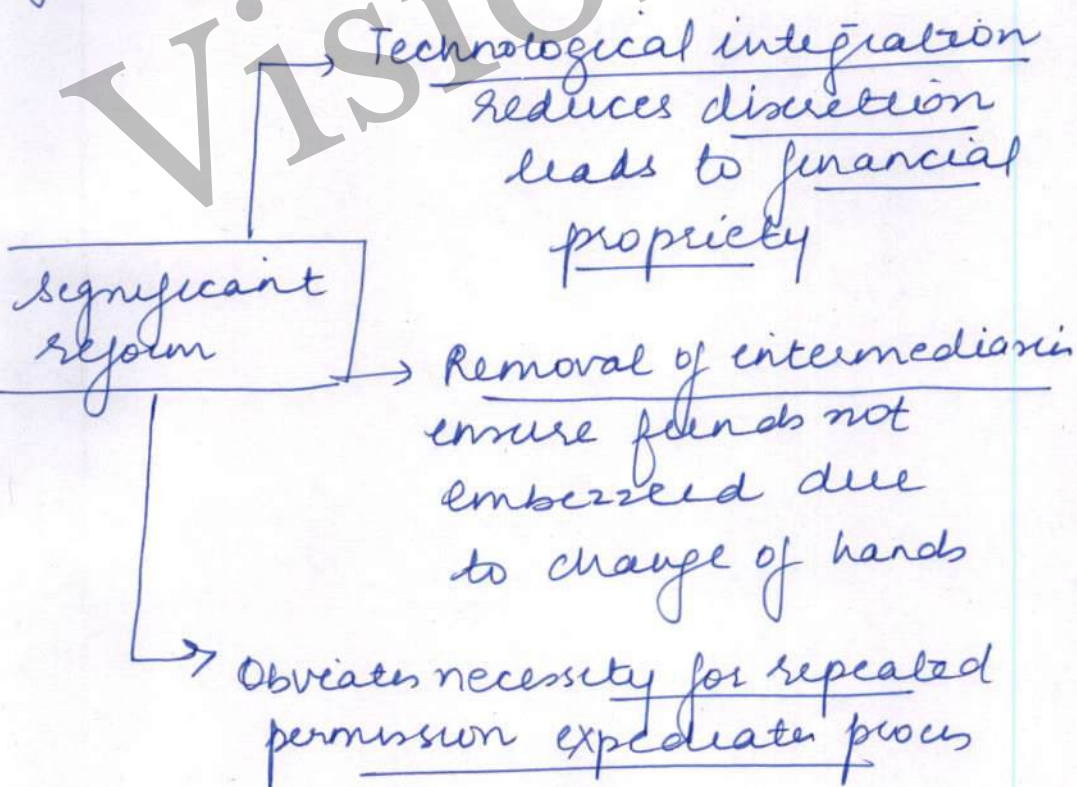 Visio
Technological integration
reduces discretion
leads to financial
propriety
significant
reform
Removal of intermediaries
ensure funds not
embezzled due
to change of hands
Obviates necessity for repeated
permission expediates process